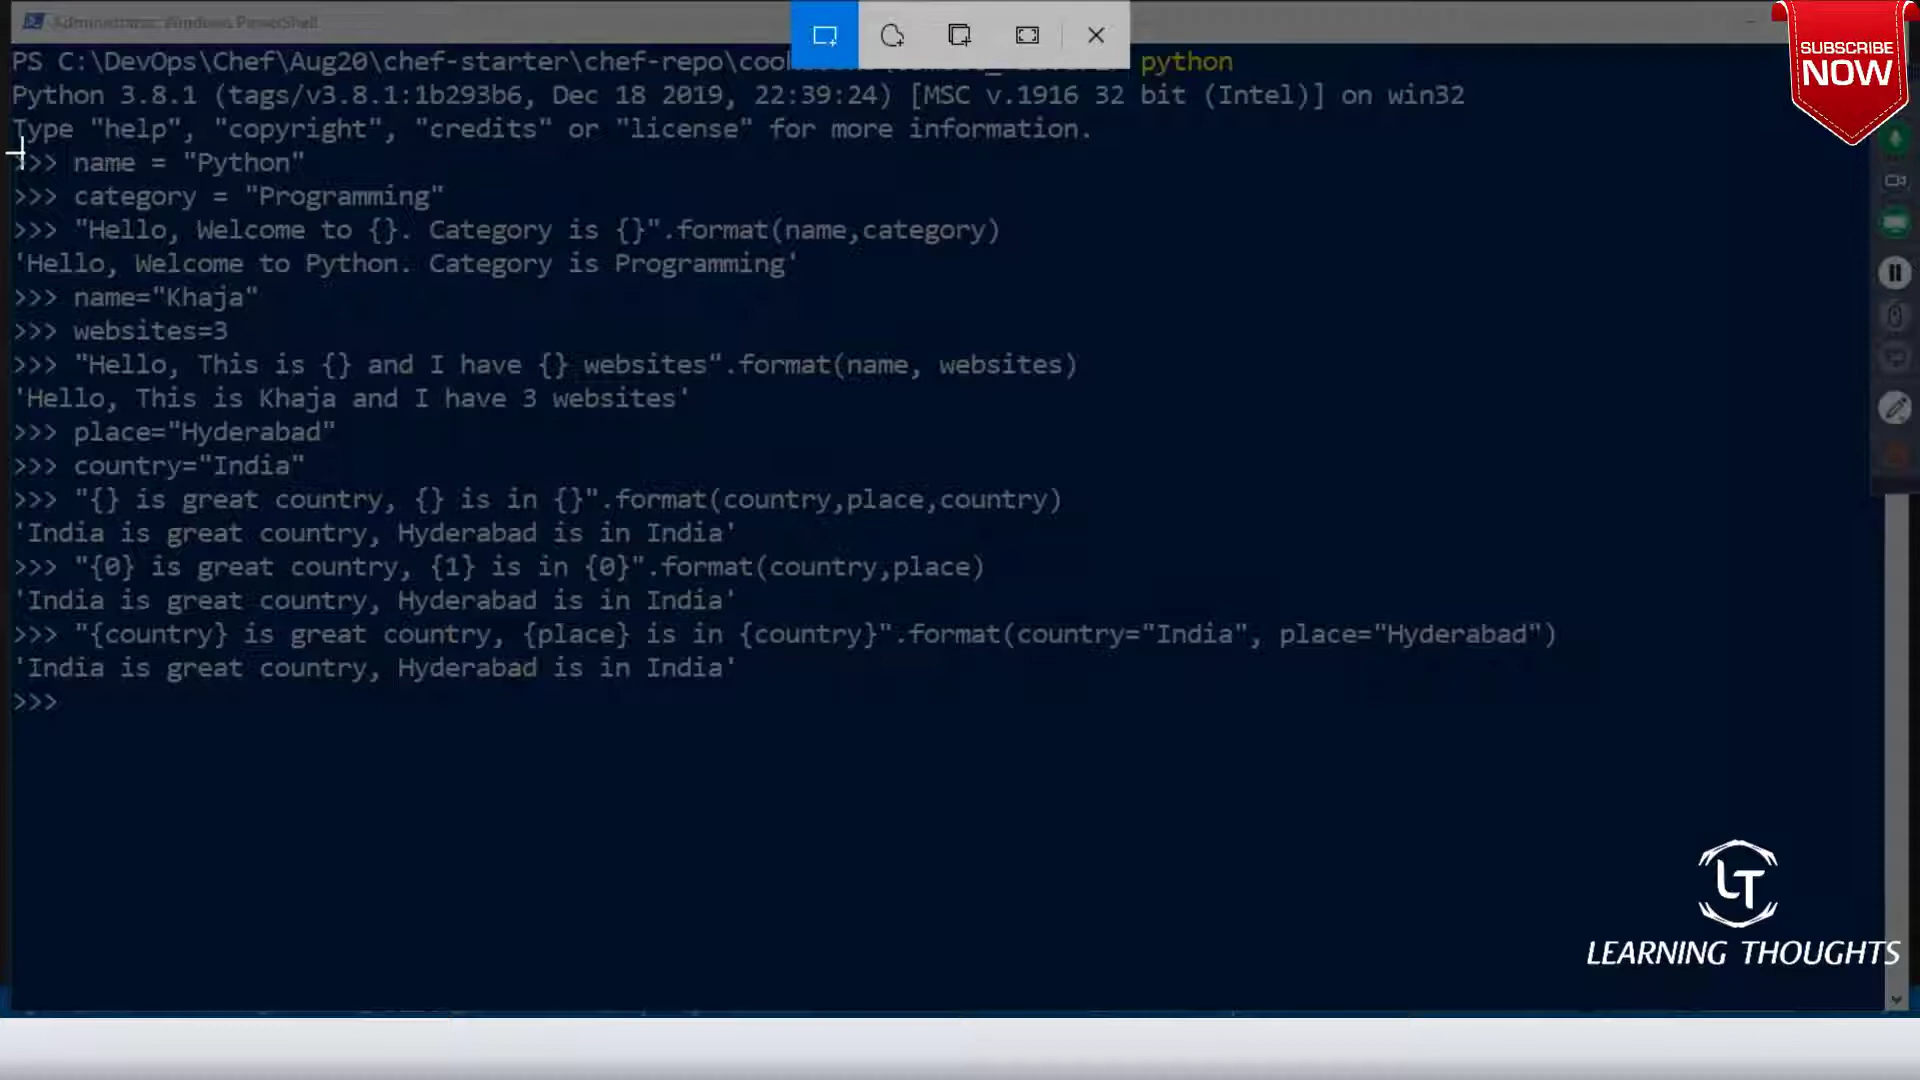 Administrator: Windows PowerShell
SUBSCRIBE
NOW
PS C:\DevOps\Chef\Aug20\chef-starter\chef-repo\coo python
Python 3.8.1 (tags/v3.8.1:1b293b6, Dec 18 2019, 22:39:24) [MSC v.1916 32 bit (Intel)] on win32
Type "help", "copyright", "credits" or "license" for more information.
>>> name = "Python"
>>> category = "Programming"
>>> "Hello, Welcome to {}. Category is {}".format(name,category)
'Hello, Welcome to Python. Category is Programming'
>>> name="Khaja"
>>> websites=3
>>> "Hello, This is {} and I have {} websites".format(name, websites)
'Hello, This is Khaja and I have 3 websites'
>>> place="Hyderabad"
>>> country="India"
>>> "{} is great country, {} is in {}".format(country,place,country)
'India is great country, Hyderabad is in India'
>>> "{0} is great country, {1} is in {0}".format(country,place)
'India is great country, Hyderabad is in India'
>>> "{country} is great country, {place} is in {country}".format(country="India", place="Hyderabad")
'India is great country, Hyderabad is in India'
>>>
LT
LEARNING THOUGHTS